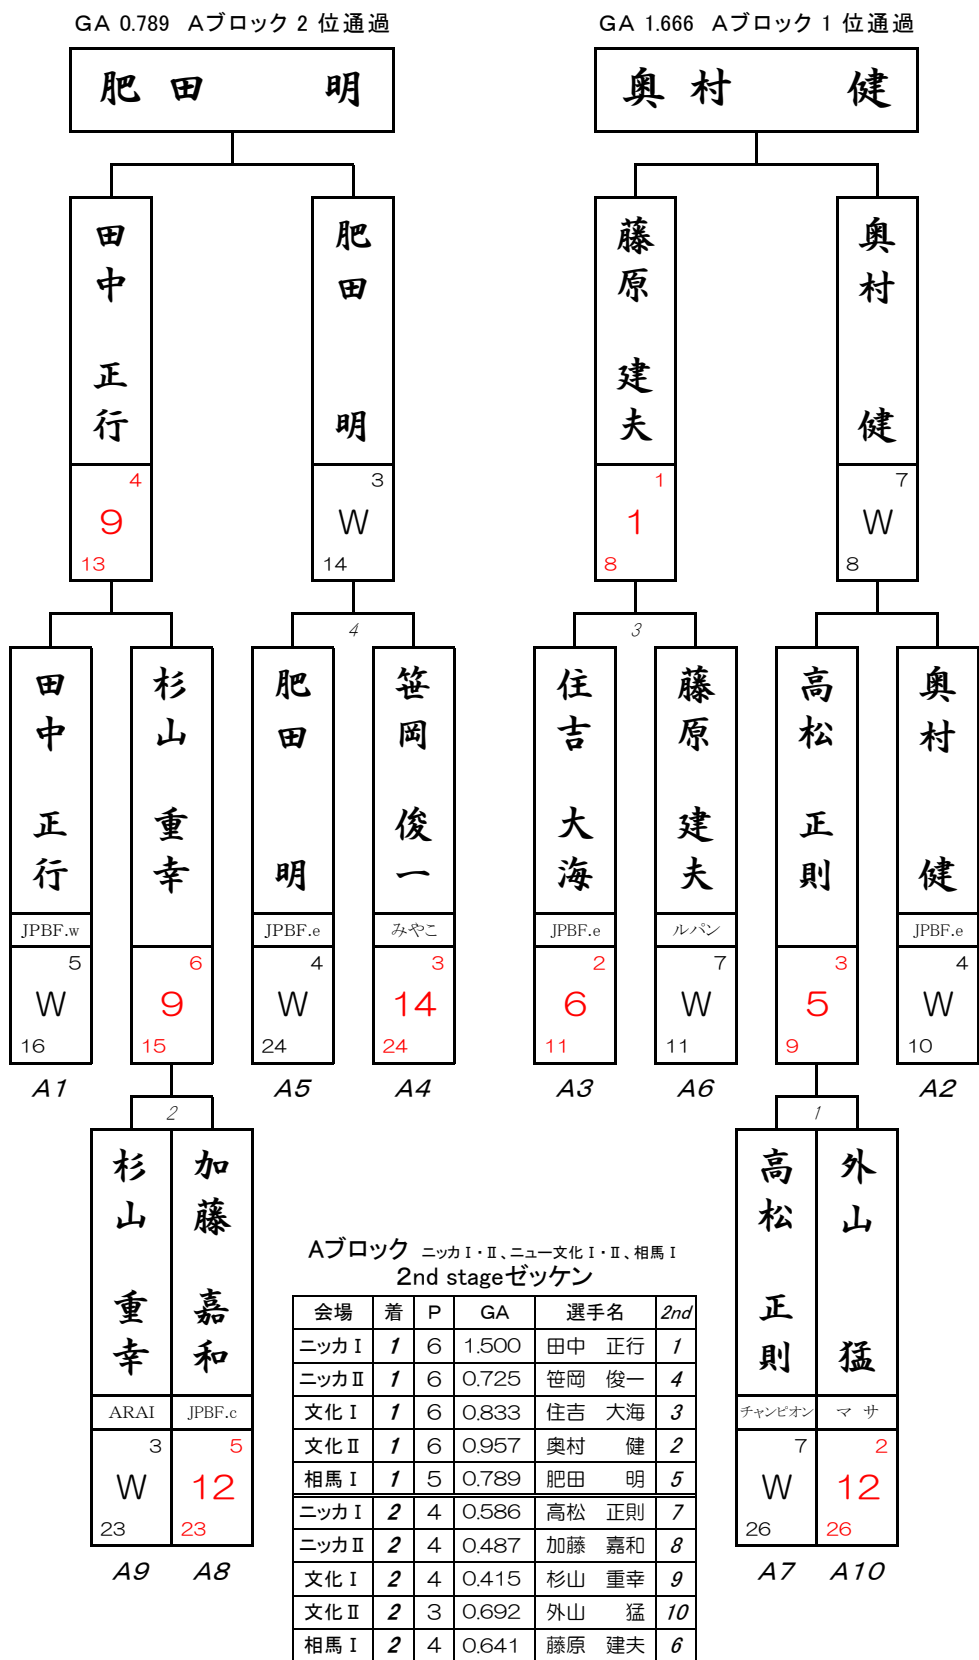 GA 0.789 Aブロック 2 位通過
GA 1.666 Aブロック 1 位通過
肥田 明
奥村 健
田中 正行
肥田 明
藤原 建夫
奥村 健
4
9
13
3
W
14
1
1
8
7
W
8
4
3
田中 正行
杉山 重幸
肥田 明
笹岡 俊一
住吉 大海
藤原 建夫
高松 正則
奥村 健
JPBF.w
JPBF.e
みやこ
JPBF.e
ルパン
JPBF.e
5
W
16
6
9
15
4
W
24
3
14
24
2
6
11
7
W
11
3
5
9
4
W
10
A1
A5
A4
A3
A6
A2
2
1
杉山 重幸
加藤 嘉和
高松 正則
外山 猛
ARAI
JPBF.c
チャンピオン
マサ
3
W
23
5
12
23
7
W
26
2
12
26
A9
A8
A7
A10
Aブロック ニッカⅠ・Ⅱ、ニュー文化Ⅰ・Ⅱ、相馬Ⅰ
2nd stageゼッケン
会場 着 P GA 選手名 2nd
ニッカⅠ 1 6 1.500 田中 正行 1
ニッカⅡ 1 6 0.725 笹岡 俊一 4
文化Ⅰ 1 6 0.833 住吉 大海 3
文化Ⅱ 1 6 0.957 奥村 健 2
相馬Ⅰ 1 5 0.789 肥田 明 5
ニッカⅠ 2 4 0.586 高松 正則 7
ニッカⅡ 2 4 0.487 加藤 嘉和 8
文化Ⅰ 2 4 0.415 杉山 重幸 9
文化Ⅱ 2 3 0.692 外山 猛 10
相馬Ⅰ 2 4 0.641 藤原 建夫 6